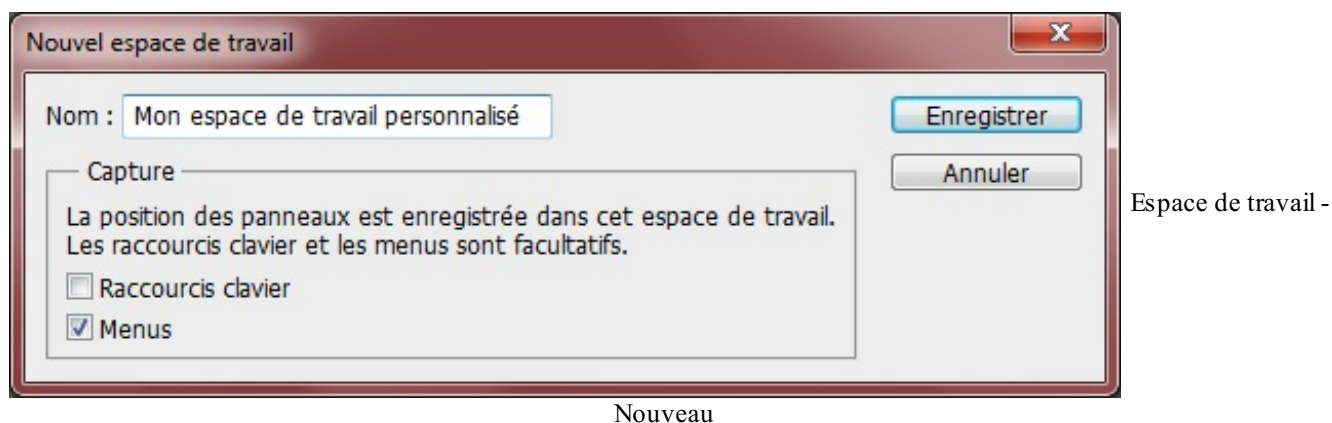 Nouvel espace de travail
Nom : Mon espace de travail personnalisé
Enregistrer
Capture
Annuler
La position des panneaux est enregistrée dans cet espace de travail.
Les raccourcis clavier et les menus sont facultatifs.
Raccourcis clavier
Menus
Espace de travail -
Nouveau